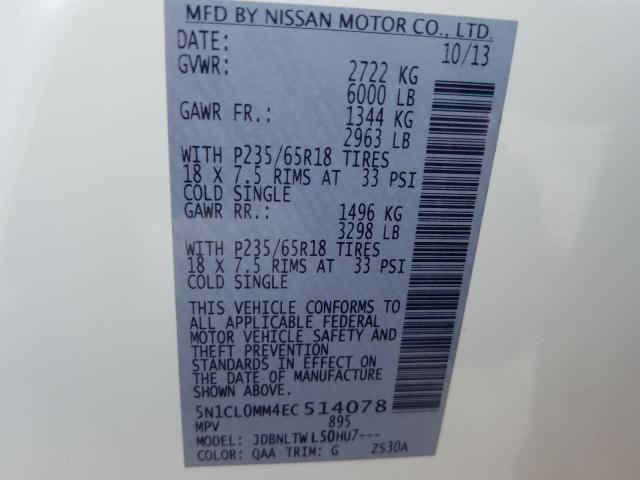 MFD BY NISSAN MOTOR CO., LTD.
DATE: 10/13
GVWR: 2722 KG
6000 LB
GAWR FR.: 1344 KG
2963 LB
WITH P235/65R18 TIRES
18 X 7.5 RIMS AT 33 PSI
COLD SINGLE
GAWR RR.: 1496 KG
3298 LB
WITH P235/65R18 TIRES
18 X 7.5 RIMS AT 33 PSI
COLD SINGLE
THIS VEHICLE CONFORMS TO
ALL APPLICABLE FEDERAL
MOTOR VEHICLE SAFETY AND
THEFT PREVENTION
STANDARDS IN EFFECT ON
THE DATE OF MANUFACTURE
SHOWN ABOVE.
5N1CL0MM4EC514078
MPV 895
MODEL: JDBNLTWL50HU7---
COLOR: QAA TRIM: G ZS30A